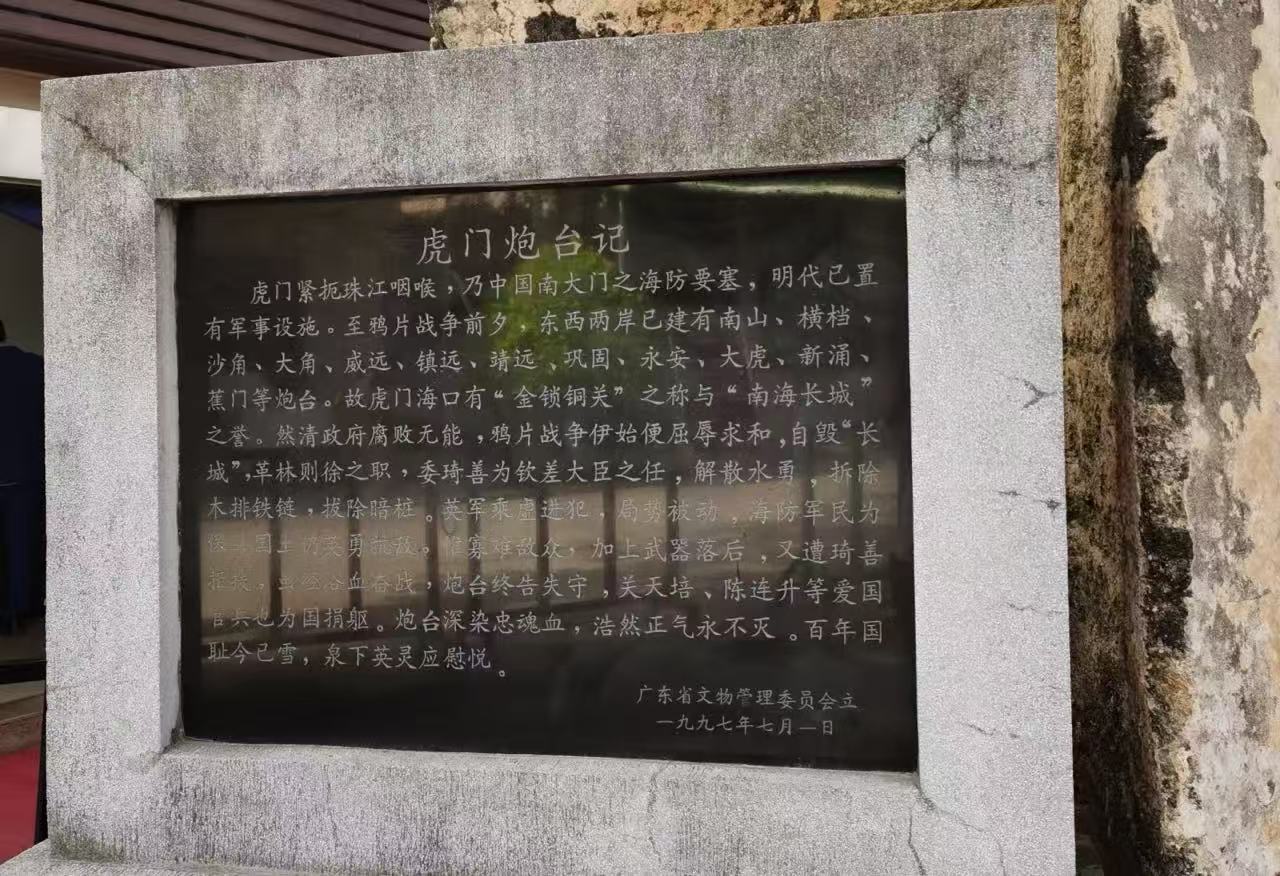 虎门炮台记
虎门紧扼珠江咽喉,乃中国南大门之海防要塞,明代已置
有军事设施。至鸦片战争前夕,东西两岸已建有南山、横档、
沙角、大角、威远、镇远、靖远、巩固、永安、大虎、新涌、
蕉门等炮台。故虎门海口有“金锁铜关”之称与“南海长城”
之誉。然清政府腐败无能,鸦片战争伊始便屈辱求和,自毁“长
城”,革林则徐之职,委琦善为钦差大臣之任,解散水勇,拆除
木排铁链,拔除暗桩。英军乘虚进犯,局势被动,海防军民为
保国土仍英勇抗敌。惟寡难敌众,加上武器落后,又遭琦善
虽经浴血奋战,炮台终告失守,关天培、陈连升等爱国
官兵也为国捐躯。炮台深染忠魂血,浩然正气永不灭。百年国
耻今已雪,泉下英灵应慰悦。
广东省文物管理委员会立
一九九七年七月一日